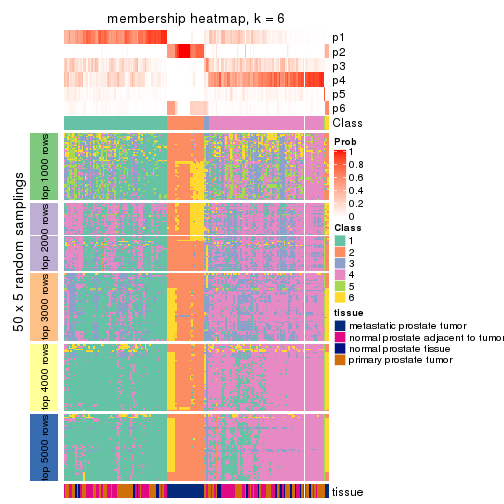 membership heatmap, k = 6
p1
p2
p3
p4
p5
p6
Class
50 x 5 random samplings
top 1000 rows
top 2000 rows
top 3000 rows
top 4000 rows
top 5000 rows
Prob
1
0.8
0.6
0.4
0.2
0
Class
1
2
3
4
5
6
tissue
metastatic prostate tumor
normal prostate adjacent to tumor
normal prostate tissue
primary prostate tumor
tissue